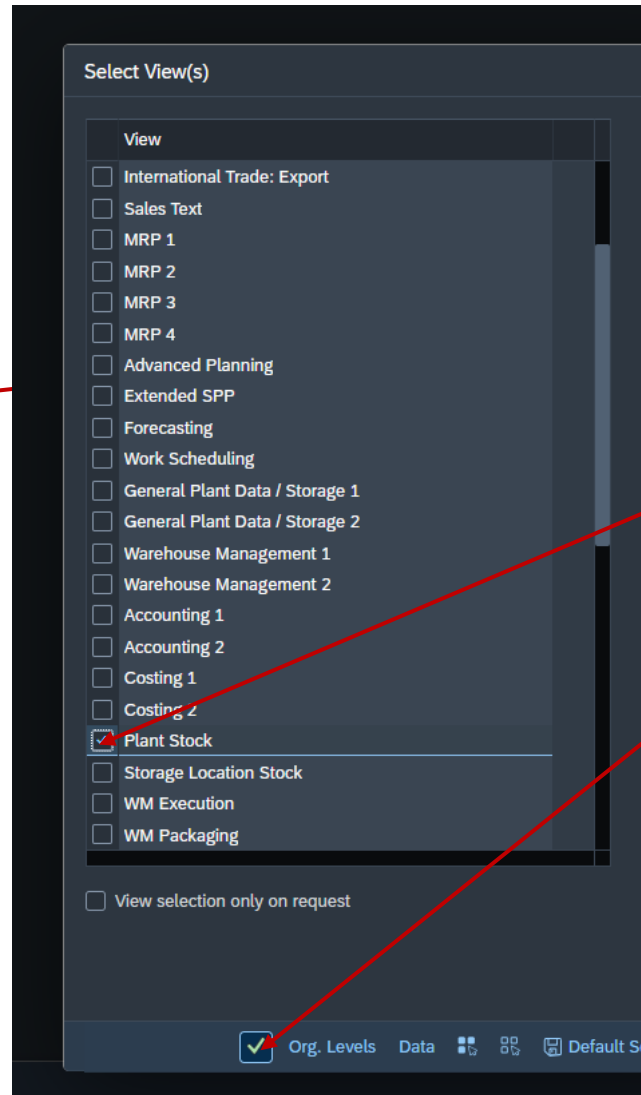 Select View(s)
View
International Trade: Export
Sales Text
MRP 1
MRP 2
MRP 3
MRP 4
Advanced Planning
Extended SPP
Forecasting
Work Scheduling
General Plant Data / Storage 1
General Plant Data / Storage 2
Warehouse Management 1
Warehouse Management 2
Accounting 1
Accounting 2
Costing 1
Costing 2
Plant Stock
Storage Location Stock
WM Execution
WM Packaging
View selection only on request
Org. Levels Data Default S